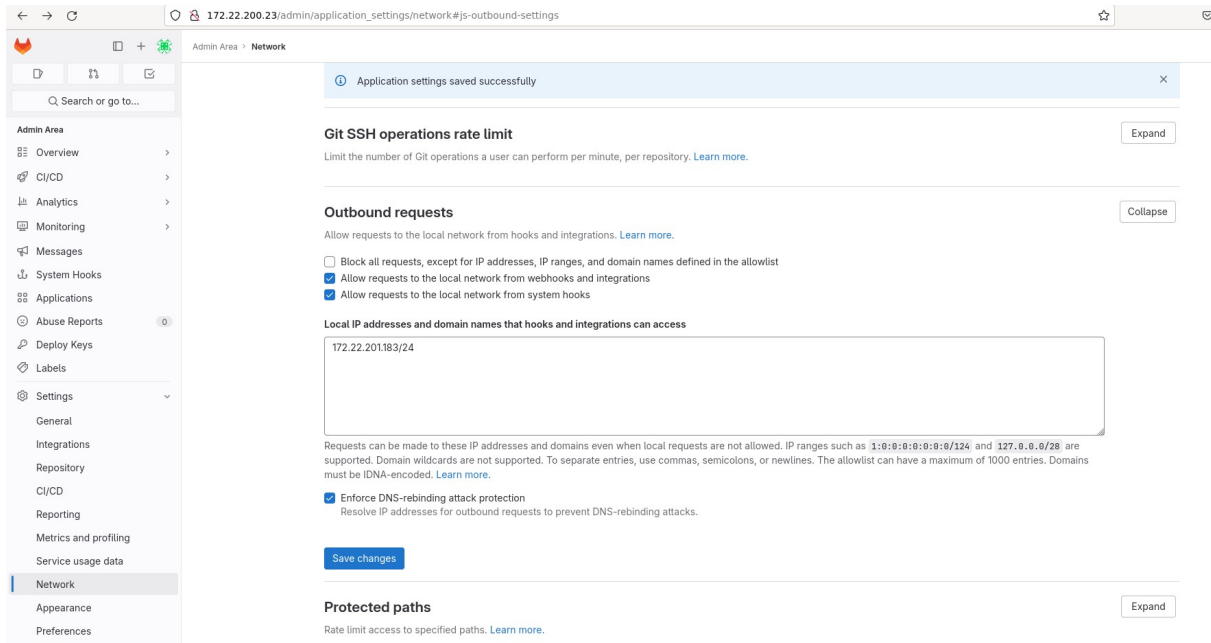 172.22.200.23/admin/application_settings/network#js-outbound-settings
Admin Area > Network
Search or go to...
Admin Area
Overview
CI/CD
Analytics
Monitoring
Messages
System Hooks
Applications
Abuse Reports 0
Deploy Keys
Labels
Settings
General
Integrations
Repository
CI/CD
Reporting
Metrics and profiling
Service usage data
Network
Appearance
Preferences
Application settings saved successfully
Git SSH operations rate limit
Expand
Limit the number of Git operations a user can perform per minute, per repository. Learn more.
Outbound requests
Collapse
Allow requests to the local network from hooks and integrations. Learn more.
Block all requests, except for IP addresses, IP ranges, and domain names defined in the allowlist
Allow requests to the local network from webhooks and integrations
Allow requests to the local network from system hooks
Local IP addresses and domain names that hooks and integrations can access
172.22.201.183/24
Requests can be made to these IP addresses and domains even when local requests are not allowed. IP ranges such as 1:0:0:0:0:0:0:0/124 and 127.0.0.0/28 are
supported. Domain wildcards are not supported. To separate entries, use commas, semicolons, or newlines. The allowlist can have a maximum of 1000 entries. Domains
must be IDNA-encoded. Learn more.
Enforce DNS-rebinding attack protection
Resolve IP addresses for outbound requests to prevent DNS-rebinding attacks.
Save changes
Protected paths
Expand
Rate limit access to specified paths. Learn more.